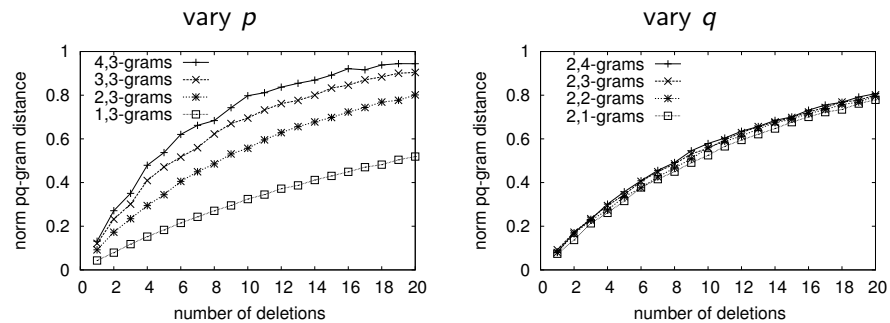 vary p
vary q
norm pq-gram distance
1
0.8
0.6
0.4
0.2
0
4,3-grams
3,3-grams
2,3-grams
1,3-grams
0 2 4 6 8 10 12 14 16 18 20
number of deletions
norm pq-gram distance
1
0.8
0.6
0.4
0.2
0
2,4-grams
2,3-grams
2,2-grams
2,1-grams
0 2 4 6 8 10 12 14 16 18 20
number of deletions